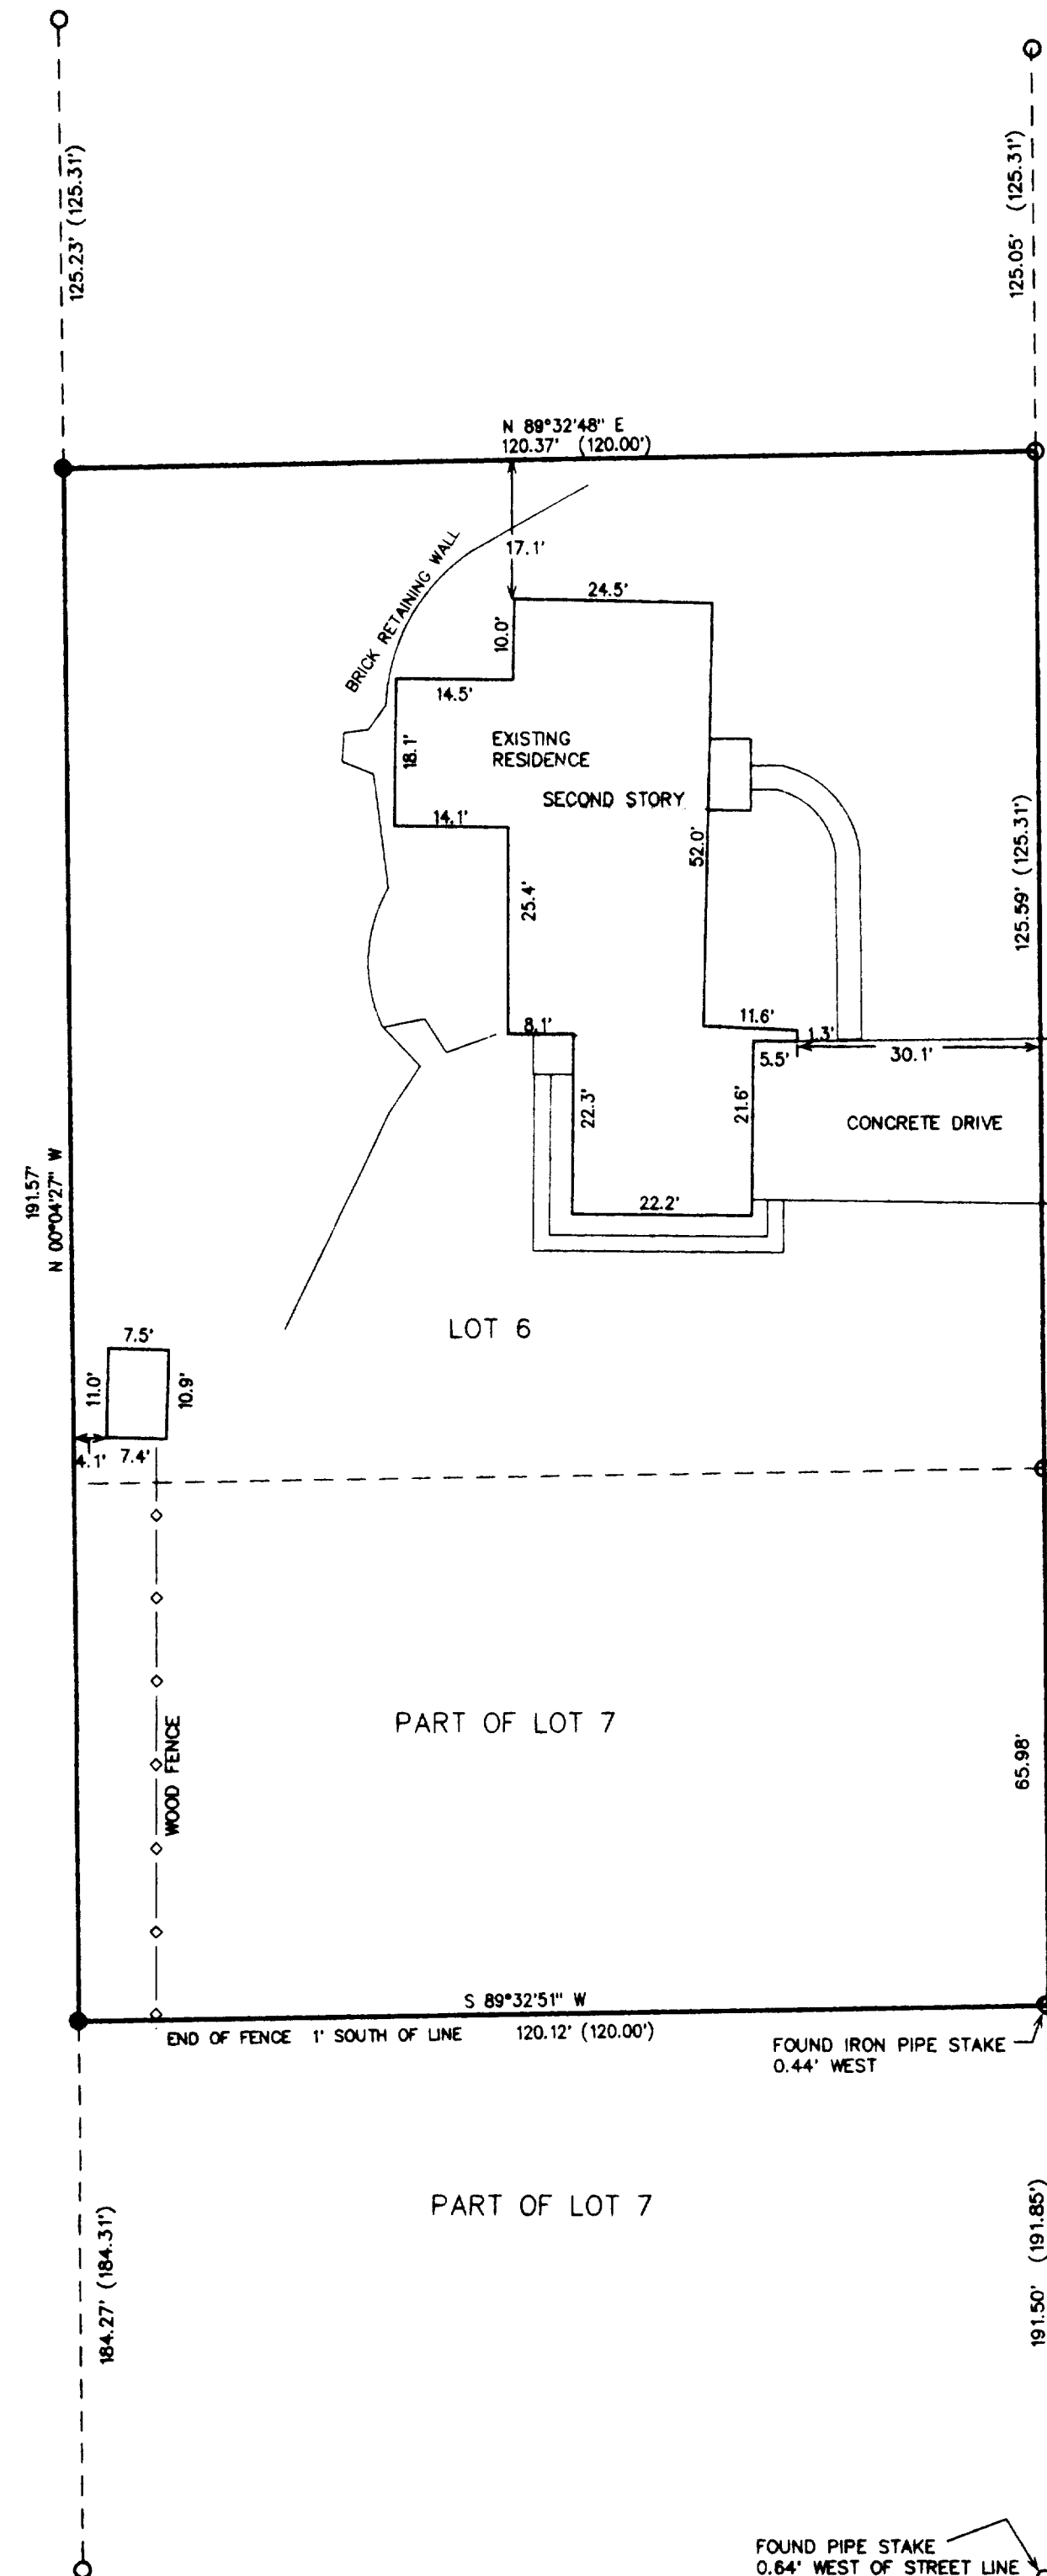 125.23' (125.31')
125.05' (125.31')
N 89°32'48" E
120.37' (120.00')
17.1'
BRICK RETAINING WALL
24.5'
10.0'
14.5'
18.1'
EXISTING
RESIDENCE
SECOND STORY
14.1'
52.0'
25.4'
125.59' (125.31')
8.1'
11.6'
1.3'
5.5'
30.1'
22.3'
21.6'
CONCRETE DRIVE
191.57'
N 00°04'27" W
22.2'
LOT 6
7.5'
11.0'
10.9'
4.1'
7.4'
PART OF LOT 7
WOOD FENCE
65.98'
S 89°32'51" W
END OF FENCE 1' SOUTH OF LINE
120.12' (120.00')
FOUND IRON PIPE STAKE
0.44' WEST
PART OF LOT 7
184.27' (184.31')
191.50' (191.85')
FOUND PIPE STAKE
0.64' WEST OF STREET LINE